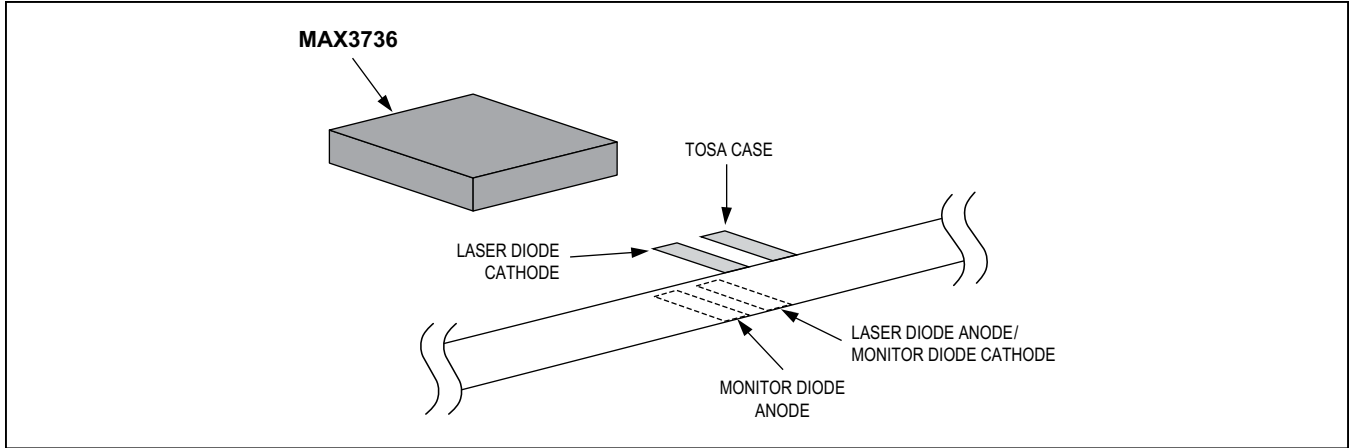 MAX3736
TOSA CASE
LASER DIODE
CATHODE
LASER DIODE ANODE/
MONITOR DIODE CATHODE
MONITOR DIODE
ANODE